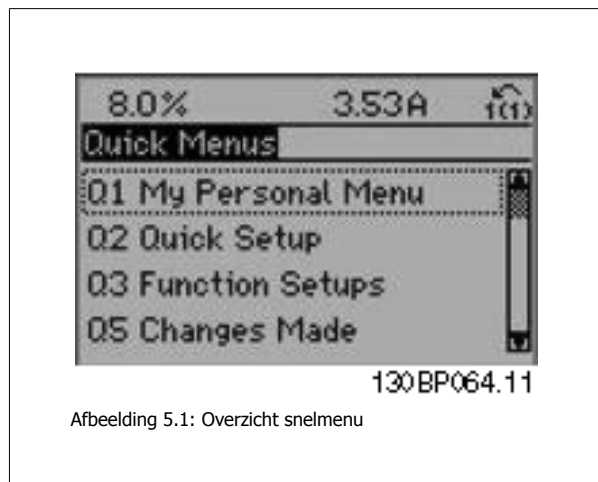 8.0% 3.53A 1(1)
Quick Menus
Q1 My Personal Menu
Q2 Quick Setup
Q3 Function Setups
Q5 Changes Made
130BP064.11
Afbeelding 5.1: Overzicht snelmenu